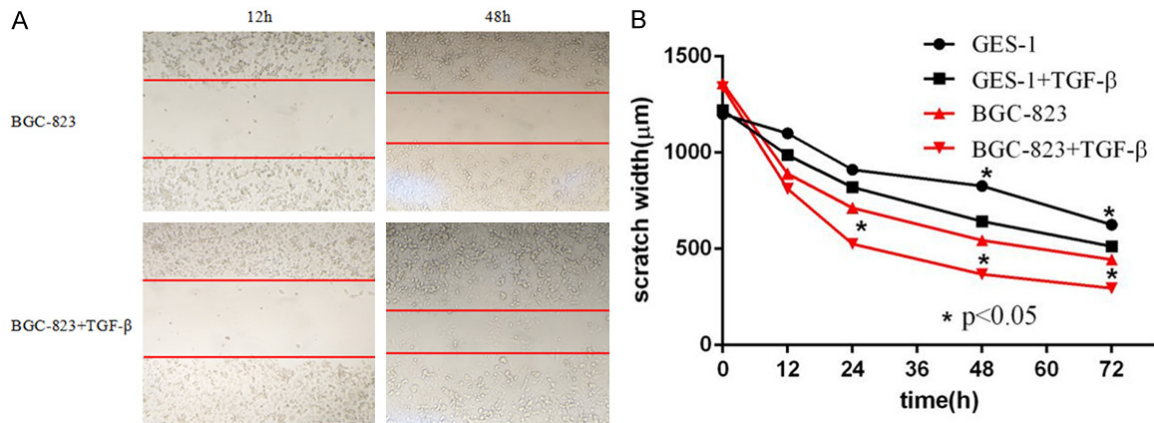 A
12h
48h
BGC-823
BGC-823+TGF-β
B
1500
1000
500
0
scratch width(μm)
GES-1
GES-1+TGF-β
BGC-823
BGC-823+TGF-β
*
*
*
*
*
* p<0.05
0 12 24 36 48 60 72
time(h)